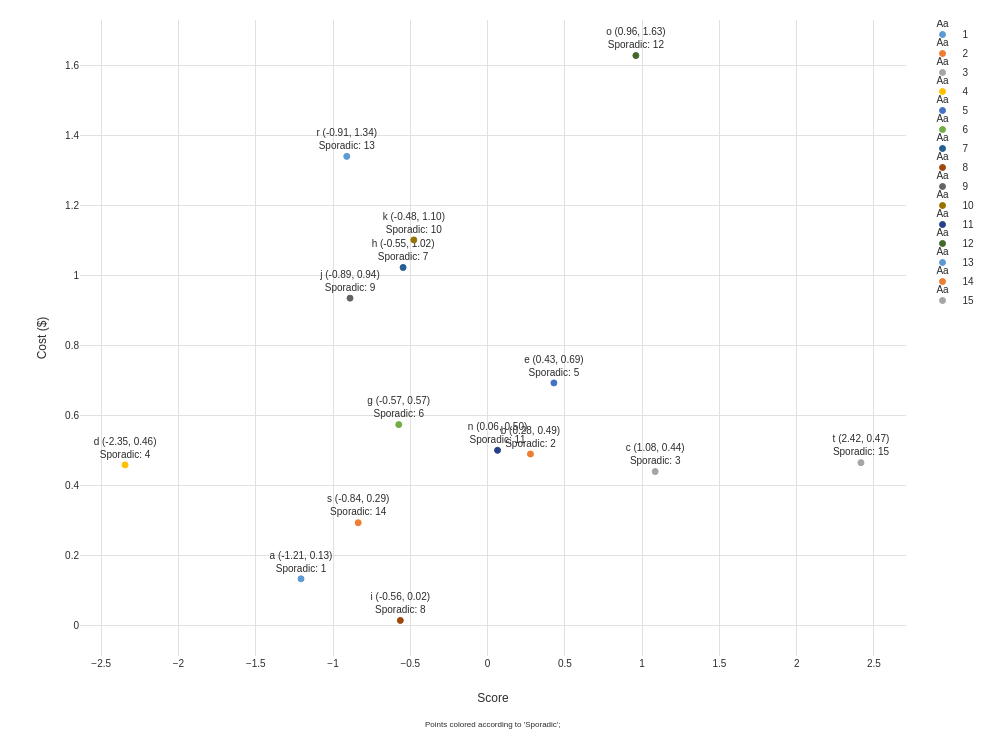 o (0.96, 1.63)
Sporadic: 12
r (-0.91, 1.34)
Sporadic: 13
k (-0.48, 1.10)
Sporadic: 10
h (-0.55, 1.02)
Sporadic: 7
j (-0.89, 0.94)
Sporadic: 9
e (0.43, 0.69)
Sporadic: 5
g (-0.57, 0.57)
Sporadic: 6
n (0.06, 0.50)
Sporadic: 11
b (0.28, 0.49)
Sporadic: 2
d (-2.35, 0.46)
Sporadic: 4
c (1.08, 0.44)
Sporadic: 3
t (2.42, 0.47)
Sporadic: 15
s (-0.84, 0.29)
Sporadic: 14
a (-1.21, 0.13)
Sporadic: 1
i (-0.56, 0.02)
Sporadic: 8
1.6
1.4
1.2
1
0.8
0.6
0.4
0.2
0
Cost ($)
−2.5
−2
−1.5
−1
−0.5
0
0.5
1
1.5
2
2.5
Score
Points colored according to 'Sporadic';
Aa 1
Aa 2
Aa 3
Aa 4
Aa 5
Aa 6
Aa 7
Aa 8
Aa 9
Aa 10
Aa 11
Aa 12
Aa 13
Aa 14
Aa 15